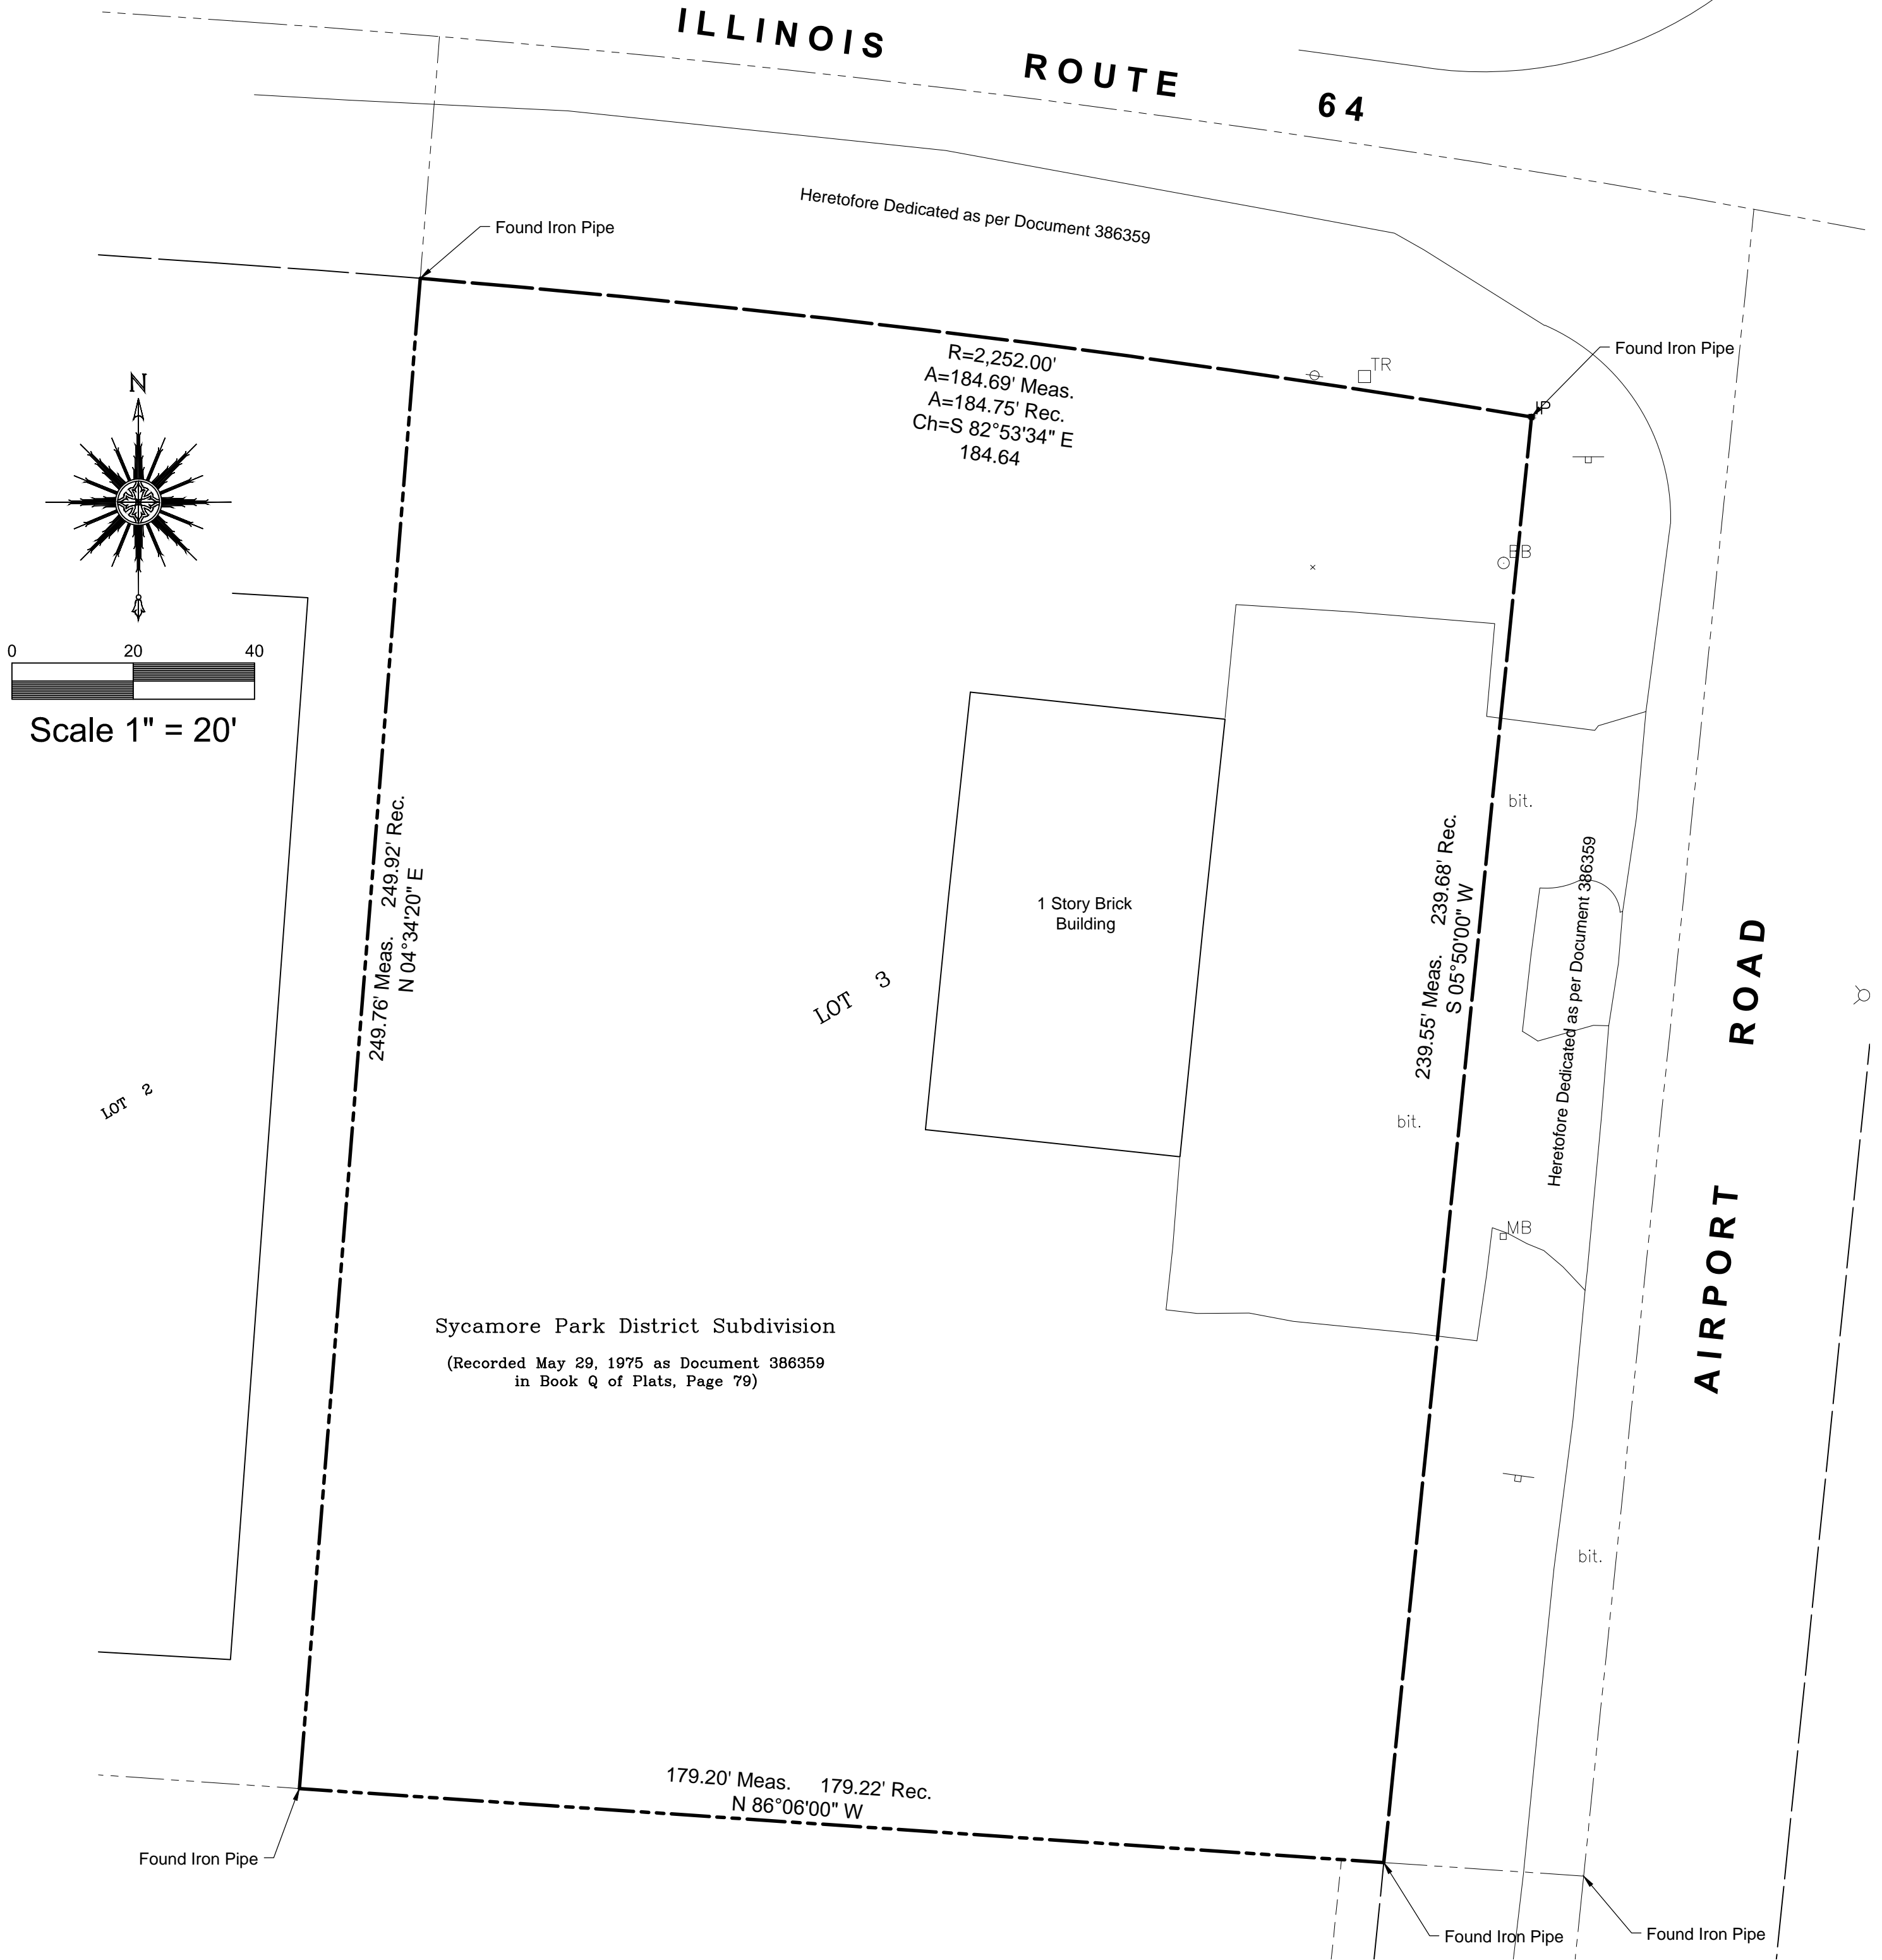 ILLINOIS ROUTE 64
Heretofore Dedicated as per Document 386359
Found Iron Pipe
Found Iron Pipe
R=2,252.00'
A=184.69' Meas.
A=184.75' Rec.
Ch=S 82°53'34" E
184.64
TR
IP
N
BB
0 20 40
Scale 1" = 20'
249.76' Meas. 249.92' Rec.
N 04°34'20" E
bit.
239.55' Meas. 239.68' Rec.
S 05°50'00" W
Heretofore Dedicated as per Document 386359
1 Story Brick
Building
AIRPORT ROAD
LOT 3
LOT 2
bit.
MB
Sycamore Park District Subdivision
(Recorded May 29, 1975 as Document 386359
in Book Q of Plats, Page 79)
bit.
179.20' Meas. 179.22' Rec.
N 86°06'00" W
Found Iron Pipe
Found Iron Pipe
Found Iron Pipe